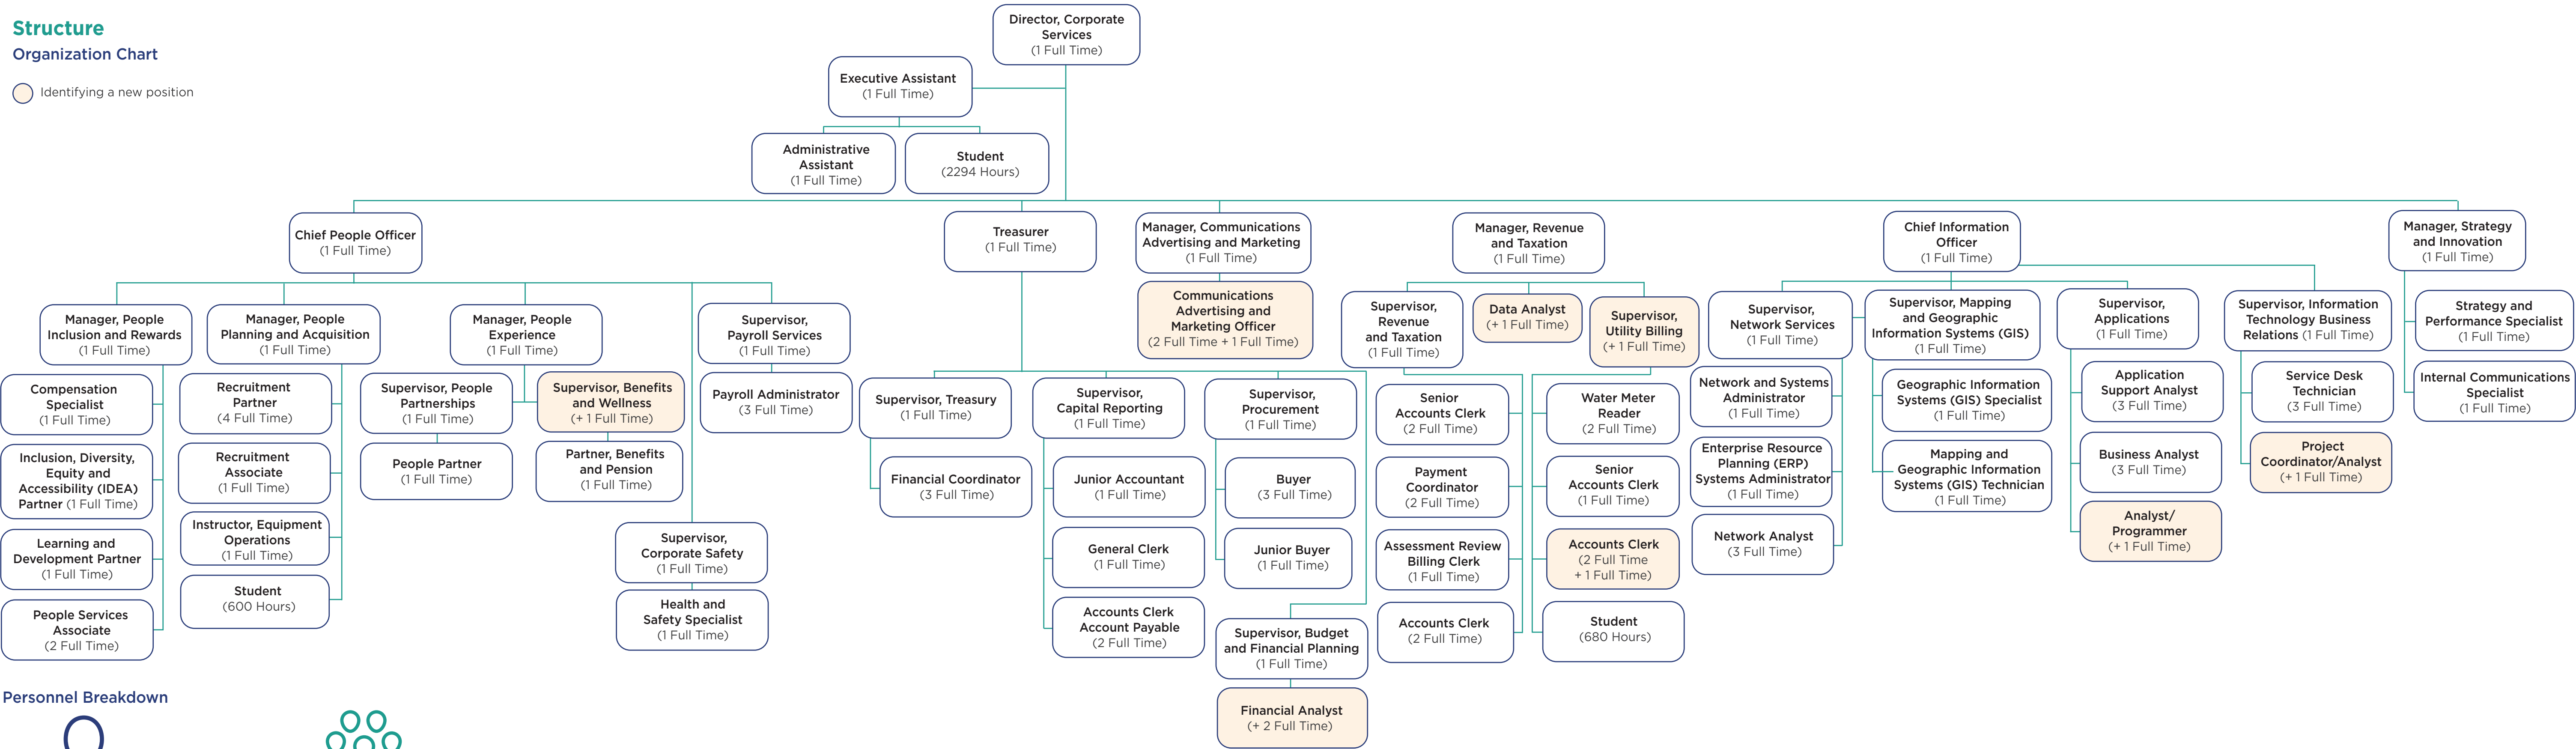 Structure
Organization Chart
Identifying a new position
Director, Corporate
Services
(1 Full Time)
Executive Assistant
(1 Full Time)
Administrative
Assistant
(1 Full Time)
Student
(2294 Hours)
Chief People Officer
(1 Full Time)
Treasurer
(1 Full Time)
Manager, Communications
Advertising and Marketing
(1 Full Time)
Manager, Revenue
and Taxation
(1 Full Time)
Chief Information
Officer
(1 Full Time)
Manager, Strategy
and Innovation
(1 Full Time)
Manager, People
Inclusion and Rewards
(1 Full Time)
Compensation
Specialist
(1 Full Time)
Inclusion, Diversity,
Equity and
Accessibility (IDEA)
Partner (1 Full Time)
Learning and
Development Partner
(1 Full Time)
People Services
Associate
(2 Full Time)
Manager, People
Planning and Acquisition
(1 Full Time)
Recruitment
Partner
(4 Full Time)
Recruitment
Associate
(1 Full Time)
Instructor, Equipment
Operations
(1 Full Time)
Student
(600 Hours)
Manager, People
Experience
(1 Full Time)
Supervisor, People
Partnerships
(1 Full Time)
People Partner
(1 Full Time)
Supervisor, Benefits
and Wellness
(+ 1 Full Time)
Partner, Benefits
and Pension
(1 Full Time)
Supervisor,
Corporate Safety
(1 Full Time)
Health and
Safety Specialist
(1 Full Time)
Supervisor,
Payroll Services
(1 Full Time)
Payroll Administrator
(3 Full Time)
Supervisor, Treasury
(1 Full Time)
Financial Coordinator
(3 Full Time)
Supervisor,
Capital Reporting
(1 Full Time)
Junior Accountant
(1 Full Time)
General Clerk
(1 Full Time)
Accounts Clerk
Account Payable
(2 Full Time)
Supervisor,
Procurement
(1 Full Time)
Buyer
(3 Full Time)
Junior Buyer
(1 Full Time)
Supervisor, Budget
and Financial Planning
(1 Full Time)
Financial Analyst
(+ 2 Full Time)
Communications
Advertising and
Marketing Officer
(2 Full Time + 1 Full Time)
Supervisor,
Revenue
and Taxation
(1 Full Time)
Data Analyst
(+ 1 Full Time)
Supervisor,
Utility Billing
(+ 1 Full Time)
Senior
Accounts Clerk
(2 Full Time)
Payment
Coordinator
(2 Full Time)
Assessment Review
Billing Clerk
(1 Full Time)
Accounts Clerk
(2 Full Time)
Water Meter
Reader
(2 Full Time)
Senior
Accounts Clerk
(1 Full Time)
Accounts Clerk
(2 Full Time
+ 1 Full Time)
Student
(680 Hours)
Supervisor,
Network Services
(1 Full Time)
Network and Systems
Administrator
(1 Full Time)
Enterprise Resource
Planning (ERP)
Systems Administrator
(1 Full Time)
Network Analyst
(3 Full Time)
Supervisor, Mapping
and Geographic
Information Systems (GIS)
(1 Full Time)
Geographic Information
Systems (GIS) Specialist
(1 Full Time)
Mapping and
Geographic Information
Systems (GIS) Technician
(1 Full Time)
Supervisor,
Applications
(1 Full Time)
Application
Support Analyst
(3 Full Time)
Business Analyst
(3 Full Time)
Analyst/
Programmer
(+ 1 Full Time)
Supervisor, Information
Technology Business
Relations (1 Full Time)
Service Desk
Technician
(3 Full Time)
Project
Coordinator/Analyst
(+ 1 Full Time)
Strategy and
Performance Specialist
(1 Full Time)
Internal Communications
Specialist
(1 Full Time)
Personnel Breakdown